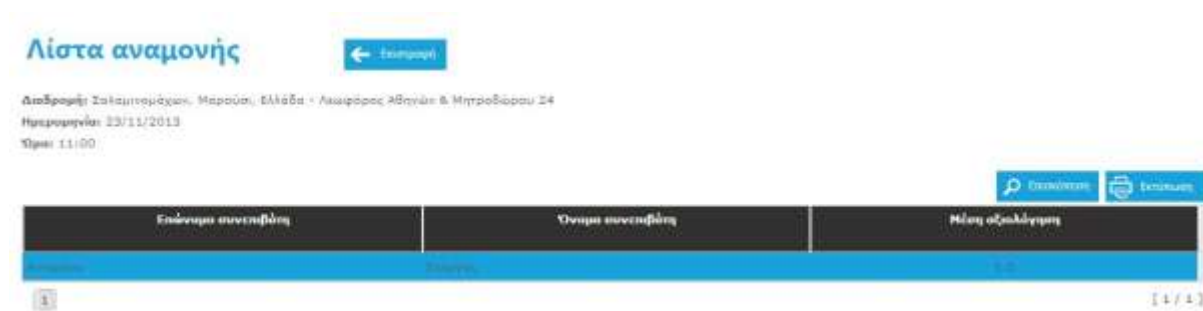 Λίστα αναμονής
Επιστροφή
Διαδρομή: Σαλαμινομάχων, Μαρούσι, Ελλάδα - Λεωφόρος Αθηνών & Μητροδώρου 24
Ημερομηνία: 23/11/2013
Ώρα: 11:00
Επισκόπηση Εκτύπωση
Επώνυμο συνεπιβάτη Όνομα συνεπιβάτη Μέση αξιολόγηση
1 [ 1 / 1 ]